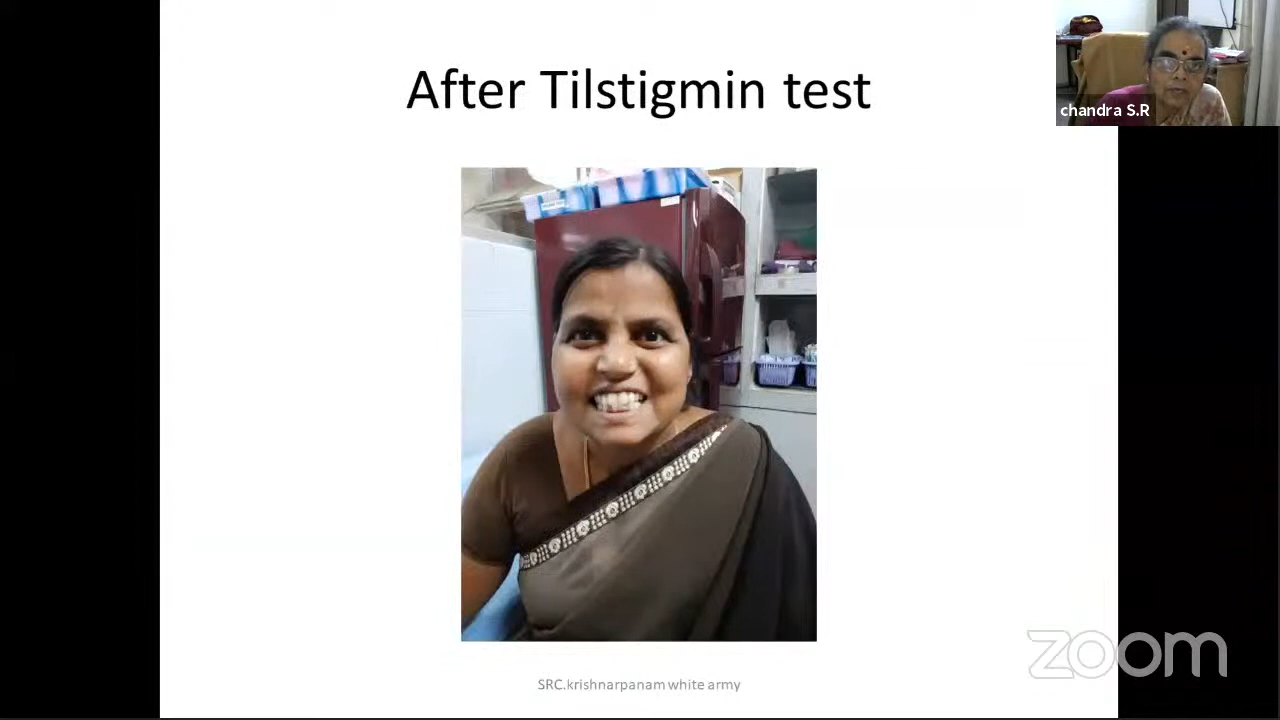 After Tilstigmin test
chandra S.R
SRC.krishnarpanam white army
zoom